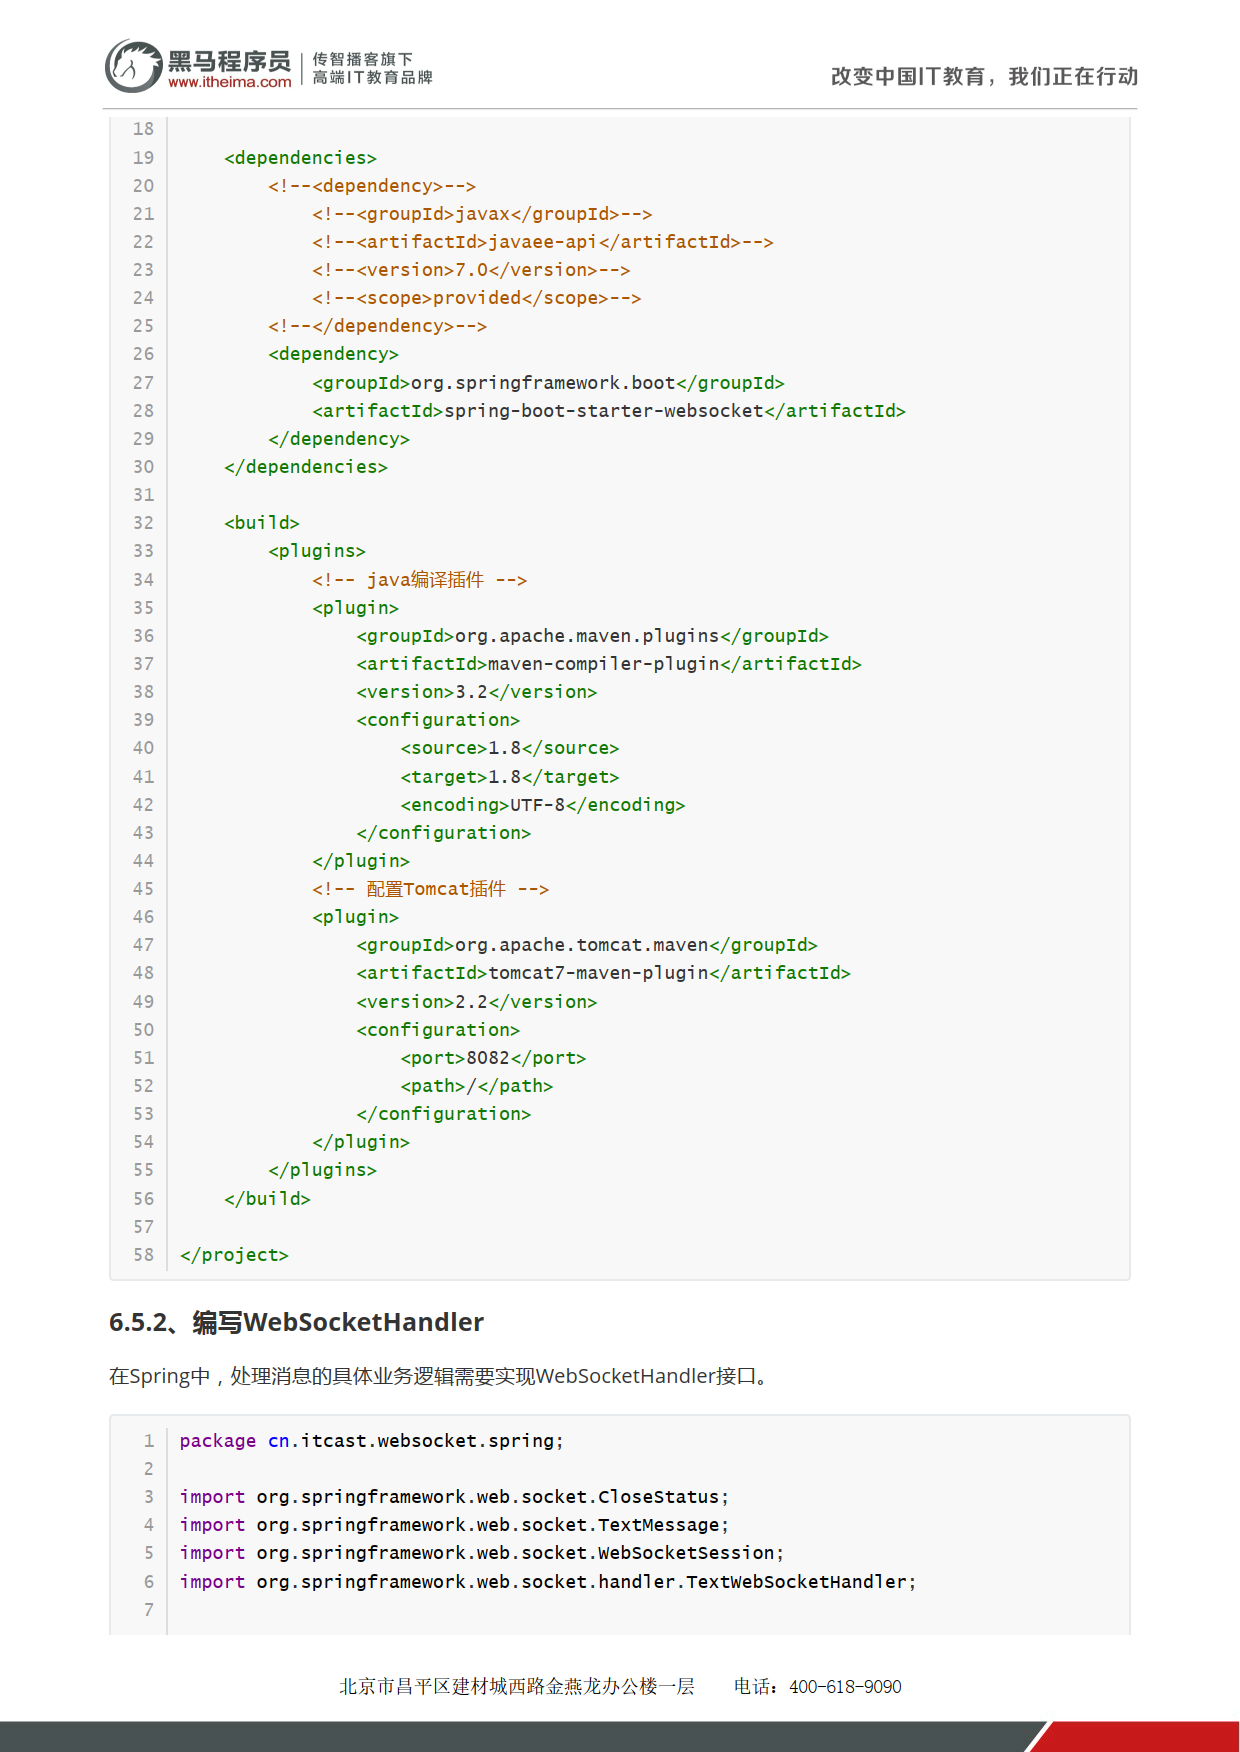 黑马程序员
www.itheima.com
传智播客旗下
高端IT教育品牌
改变中国IT教育，我们正在行动
18
19     <dependencies>
20         <!--<dependency>-->
21             <!--<groupId>javax</groupId>-->
22             <!--<artifactId>javaee-api</artifactId>-->
23             <!--<version>7.0</version>-->
24             <!--<scope>provided</scope>-->
25         <!--</dependency>-->
26         <dependency>
27             <groupId>org.springframework.boot</groupId>
28             <artifactId>spring-boot-starter-websocket</artifactId>
29         </dependency>
30     </dependencies>
31
32     <build>
33         <plugins>
34             <!-- java编译插件 -->
35             <plugin>
36                 <groupId>org.apache.maven.plugins</groupId>
37                 <artifactId>maven-compiler-plugin</artifactId>
38                 <version>3.2</version>
39                 <configuration>
40                     <source>1.8</source>
41                     <target>1.8</target>
42                     <encoding>UTF-8</encoding>
43                 </configuration>
44             </plugin>
45             <!-- 配置Tomcat插件 -->
46             <plugin>
47                 <groupId>org.apache.tomcat.maven</groupId>
48                 <artifactId>tomcat7-maven-plugin</artifactId>
49                 <version>2.2</version>
50                 <configuration>
51                     <port>8082</port>
52                     <path>/</path>
53                 </configuration>
54             </plugin>
55         </plugins>
56     </build>
57
58 </project>
6.5.2、编写WebSocketHandler
在Spring中，处理消息的具体业务逻辑需要实现WebSocketHandler接口。
1 package cn.itcast.websocket.spring;
2
3 import org.springframework.web.socket.CloseStatus;
4 import org.springframework.web.socket.TextMessage;
5 import org.springframework.web.socket.WebSocketSession;
6 import org.springframework.web.socket.handler.TextWebSocketHandler;
7
北京市昌平区建材城西路金燕龙办公楼一层 电话：400-618-9090